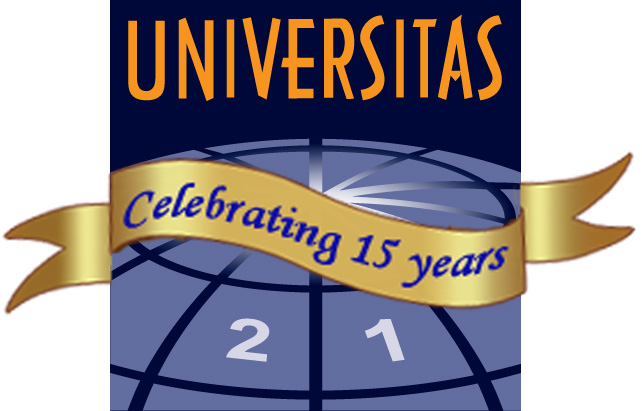 UNIVERSITAS
Celebrating 15 years
2 1